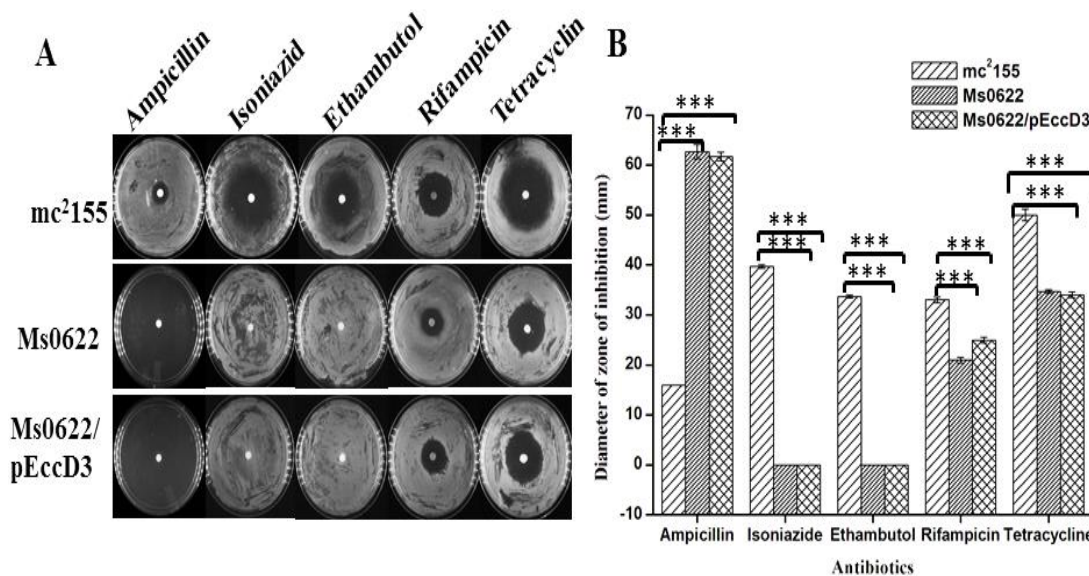 A
Ampicillin
Isoniazid
Ethambutol
Rifampicin
Tetracyclin
mc²155
Ms0622
Ms0622/
pEccD3
B
mc²155
Ms0622
Ms0622/pEccD3
Diameter of zone of inhibition (mm)
70
60
50
40
30
20
10
0
-10
***
***
***
***
***
***
***
***
***
***
Ampicillin Isoniazide Ethambutol Rifampicin Tetracycline
Antibiotics